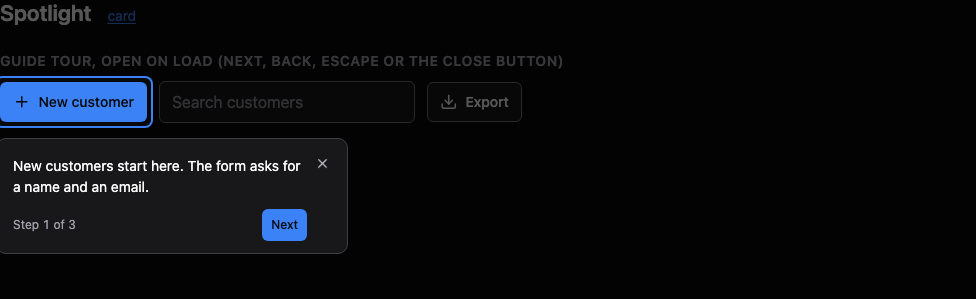 Spotlight card
GUIDE TOUR, OPEN ON LOAD (NEXT, BACK, ESCAPE OR THE CLOSE BUTTON)
New customer Search customers Export
New customers start here. The form asks for
a name and an email.
Step 1 of 3 Next